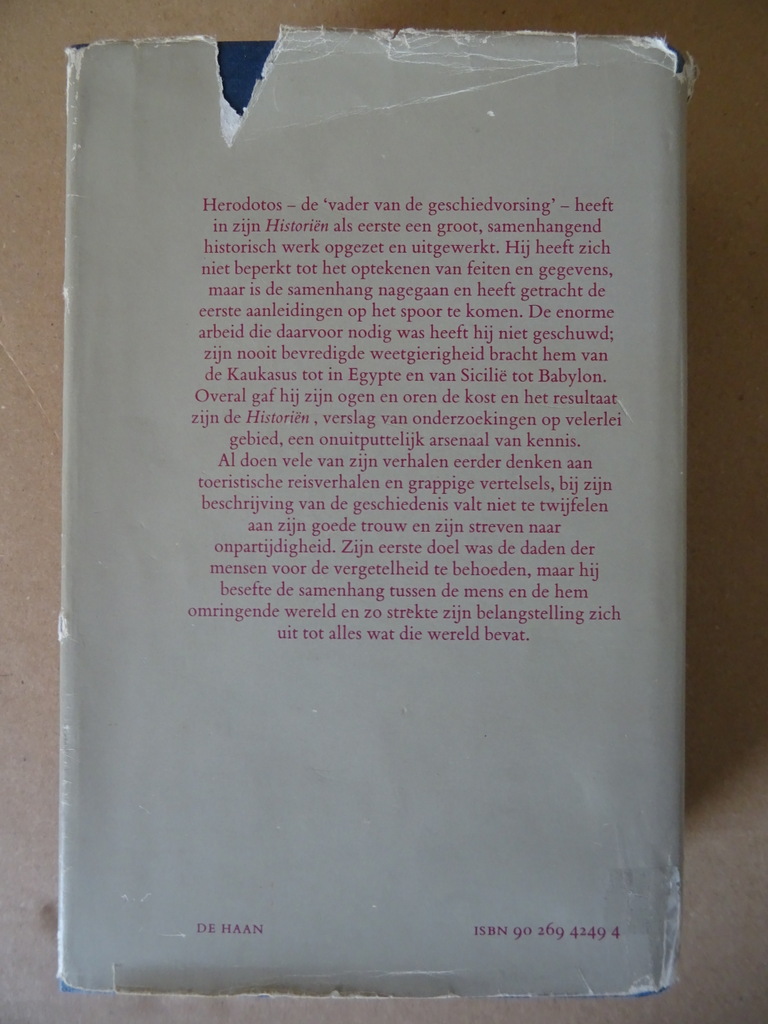 Herodotos – de ‘vader van de geschiedvorsing’ – heeft
in zijn Historiën als eerste een groot, samenhangend
historisch werk opgezet en uitgewerkt. Hij heeft zich
niet beperkt tot het optekenen van feiten en gegevens,
maar is de samenhang nagegaan en heeft getracht de
eerste aanleidingen op het spoor te komen. De enorme
arbeid die daarvoor nodig was heeft hij niet geschuwd;
zijn nooit bevredigde weetgierigheid bracht hem van
de Kaukasus tot in Egypte en van Sicilië tot Babylon.
Overal gaf hij zijn ogen en oren de kost en het resultaat
zijn de Historiën , verslag van onderzoekingen op velerlei
gebied, een onuitputtelijk arsenaal van kennis.
Al doen vele van zijn verhalen eerder denken aan
toeristische reisverhalen en grappige vertelsels, bij zijn
beschrijving van de geschiedenis valt niet te twijfelen
aan zijn goede trouw en zijn streven naar
onpartijdigheid. Zijn eerste doel was de daden der
mensen voor de vergetelheid te behoeden, maar hij
besefte de samenhang tussen de mens en de hem
omringende wereld en zo strekte zijn belangstelling zich
uit tot alles wat die wereld bevat.
DE HAAN
ISBN 90 269 4249 4